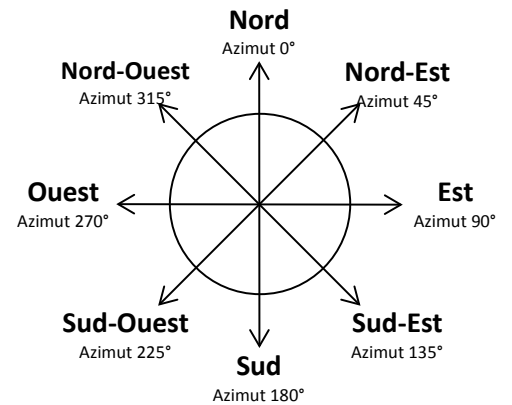 Nord
Azimut 0°
Nord-Ouest
Azimut 315°
Nord-Est
Azimut 45°
Ouest
Azimut 270°
Est
Azimut 90°
Sud-Ouest
Azimut 225°
Sud-Est
Azimut 135°
Sud
Azimut 180°